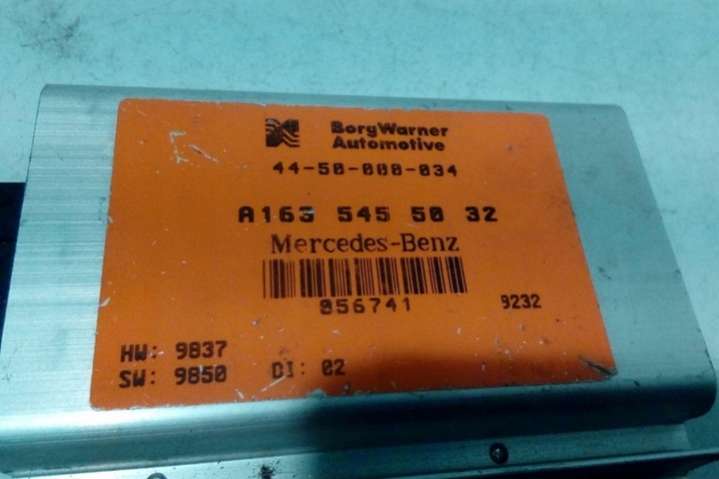 BorgWarner
Automotive
44-50-000-034
A163 545 50 32
Mercedes-Benz
056741
9232
HW: 9837
SW: 9850 DI: 02